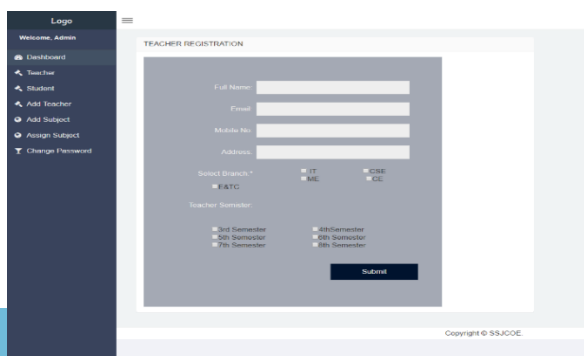 Logo
Welcome, Admin
Dashboard
Teacher
Student
Add Teacher
Add Subject
Assign Subject
Change Password
TEACHER REGISTRATION
Full Name:
Email:
Mobile No:
Address:
Select Branch:*
IT CSE
ME CE
E&TC
Teacher Semister:
3rd Semester 4thSemester
5th Semester 6th Semester
7th Semester 8th Semester
Submit
Copyright © SSJCOE.